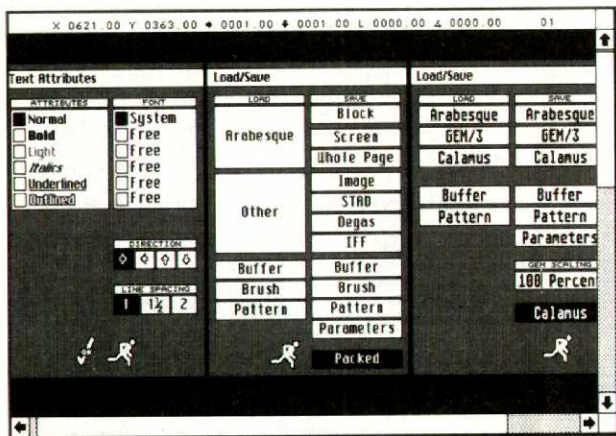 X 0621.00 Y 0363.00 0001.00 0001.00 L 0000.00 0000.00 01
Text Attributes
ATTRIBUTES
Normal
Bold
Light
Italics
Underlined
Outlined
FONT
System
Free
Free
Free
Free
Free
DIRECTION
LINE SPACING
1 1½ 2
Load/Save
LOAD
Arabesque
Other
Buffer
Brush
Pattern
SAVE
Block
Screen
Whole Page
Image
STAD
Degas
IFF
Buffer
Brush
Pattern
Parameters
Packed
Load/Save
LOAD
Arabesque
GEM/3
Calamus
Buffer
Pattern
SAVE
Arabesque
GEM/3
Calamus
Buffer
Pattern
Parameters
GEM SCALING
100 Percen
Calamus